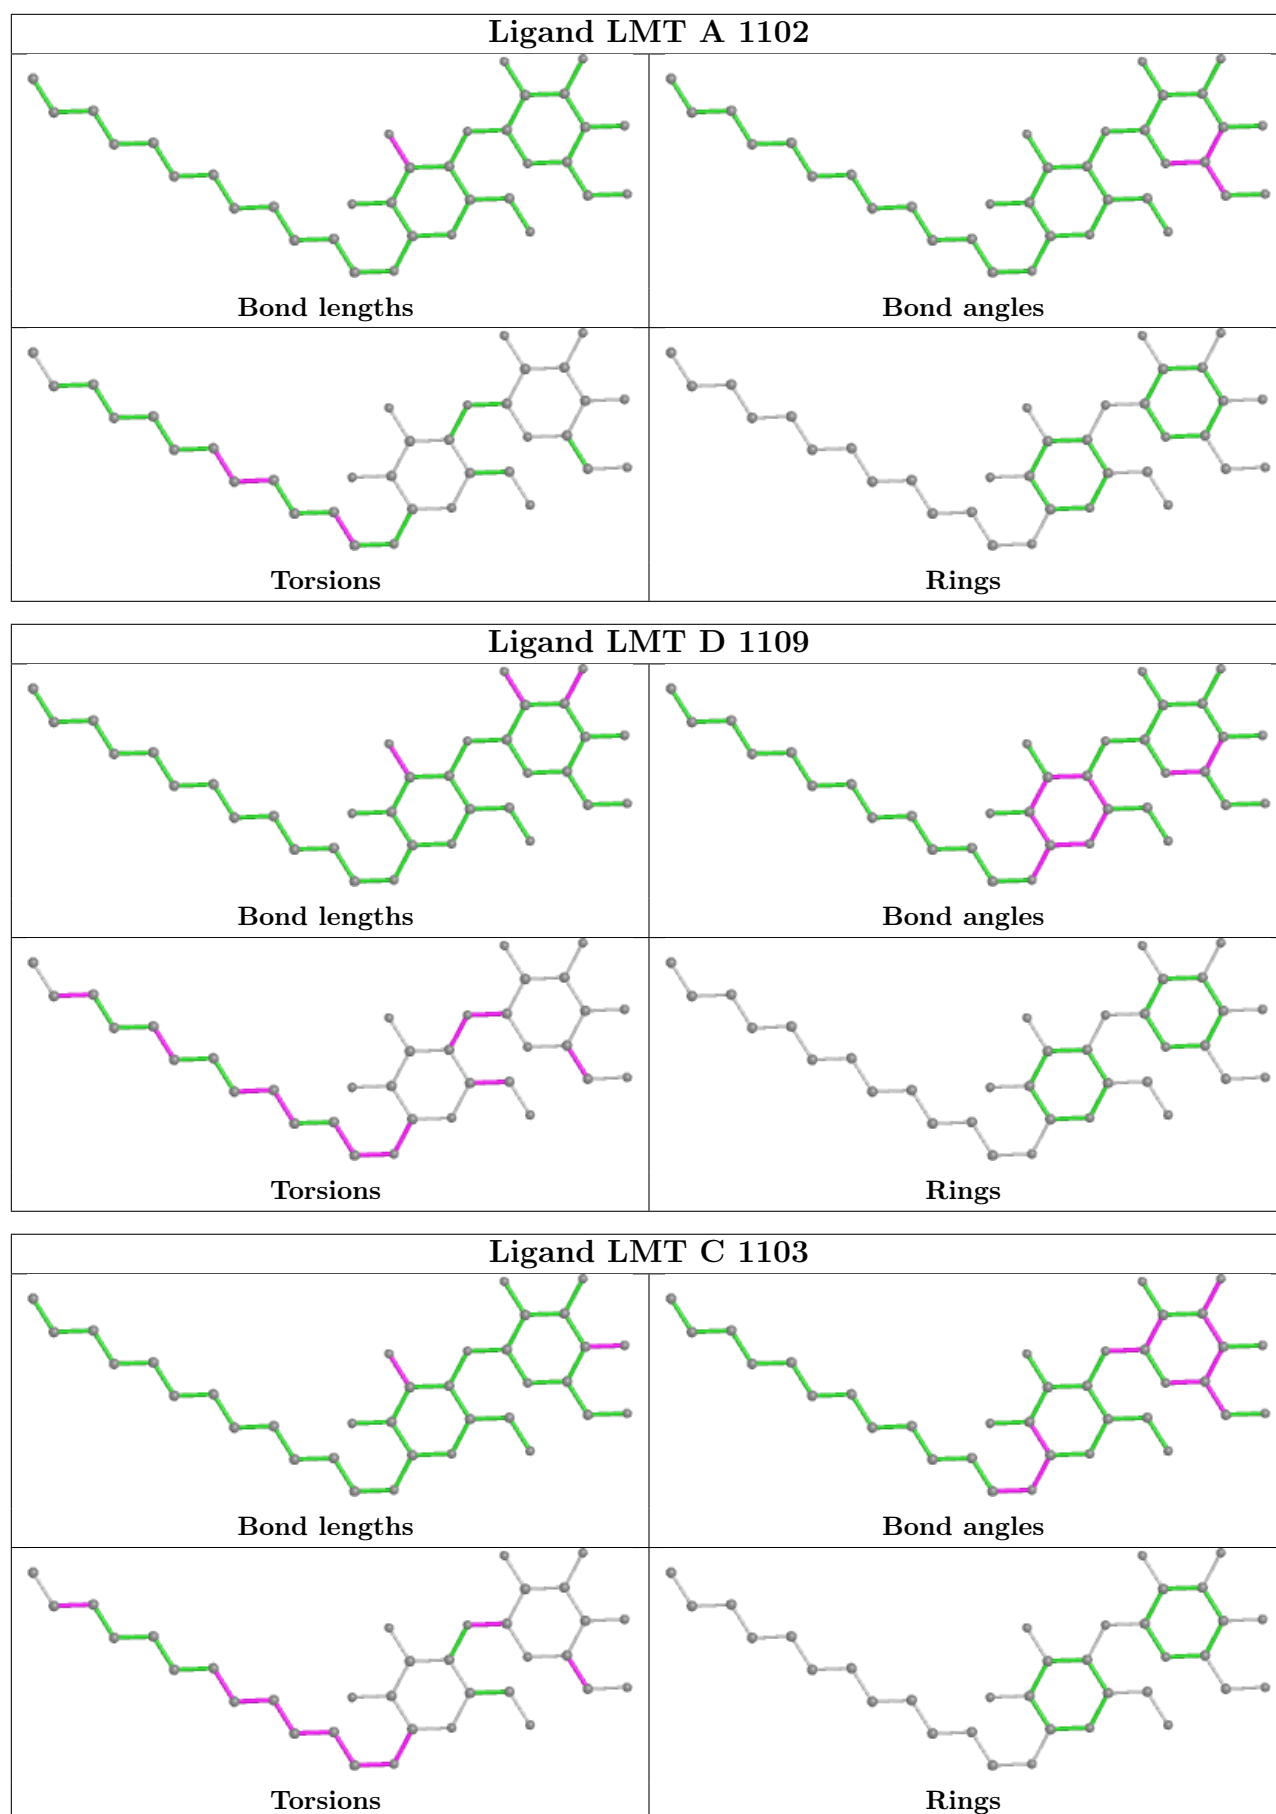 Ligand LMT A 1102
Bond lengths
Bond angles
Torsions
Rings
Ligand LMT D 1109
Bond lengths
Bond angles
Torsions
Rings
Ligand LMT C 1103
Bond lengths
Bond angles
Torsions
Rings